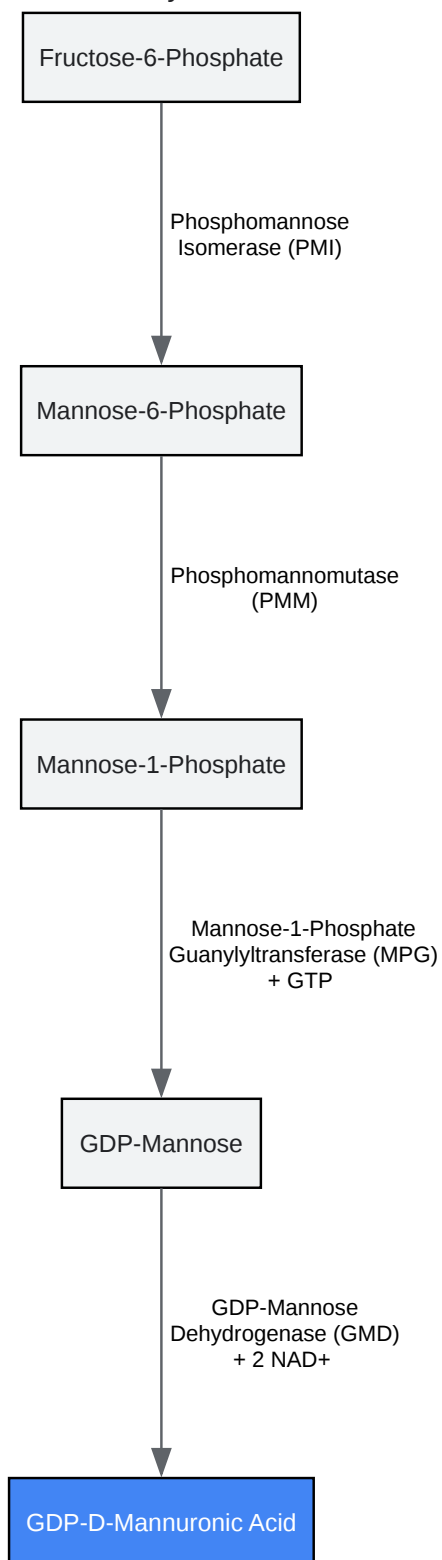 Fructose-6-Phosphate
Phosphomannose
Isomerase (PMI)
Mannose-6-Phosphate
Phosphomannomutase
(PMM)
Mannose-1-Phosphate
Mannose-1-Phosphate
Guanylyltransferase (MPG)
+ GTP
GDP-Mannose
GDP-Mannose
Dehydrogenase (GMD)
+ 2 NAD+
GDP-D-Mannuronic Acid